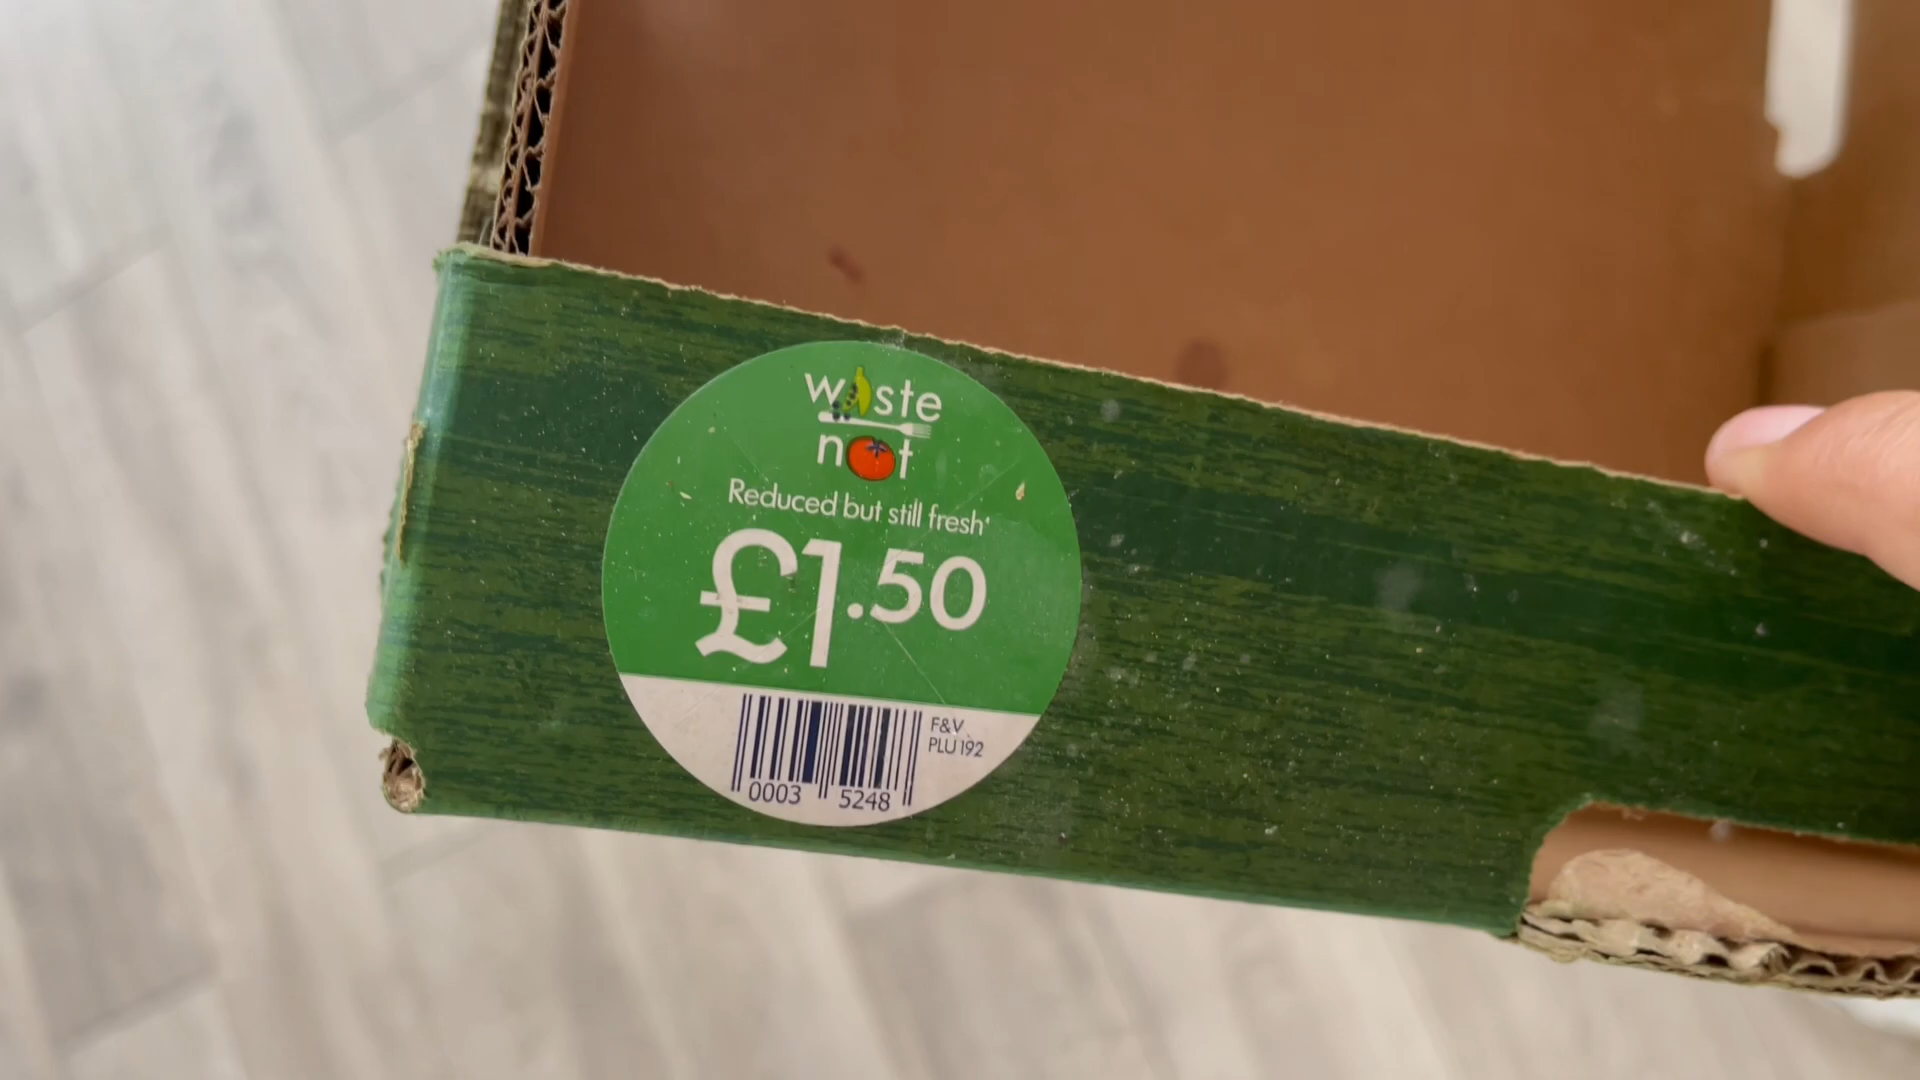 waste
not
Reduced but still fresh*
£1.50
F&V
PLU 192
0003 5248